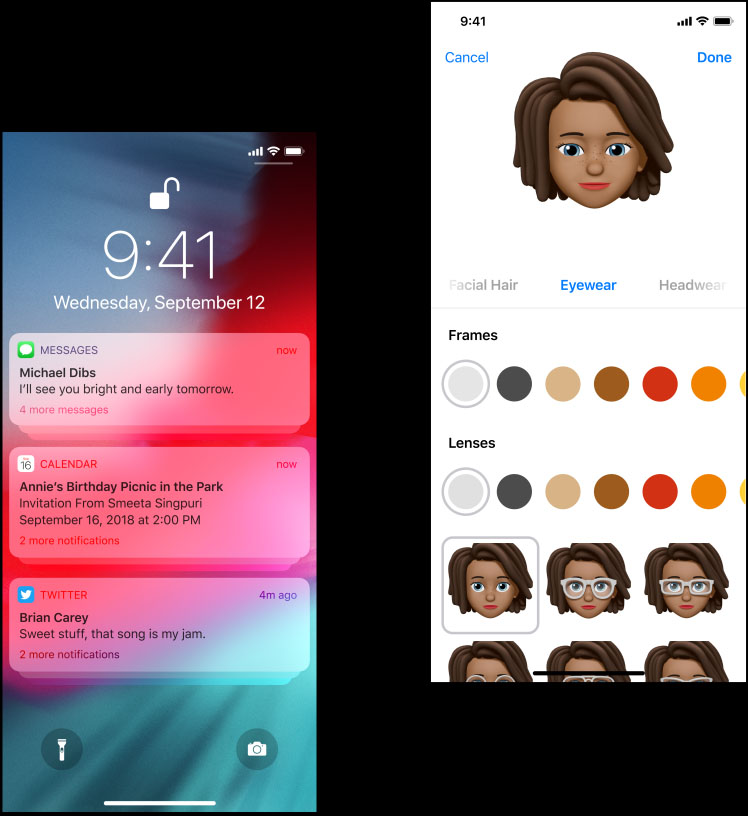 9:41
Wednesday, September 12
MESSAGES now
Michael Dibs
I'll see you bright and early tomorrow.
4 more messages
16
CALENDAR now
Annie's Birthday Picnic in the Park
Invitation From Smeeta Singpuri
September 16, 2018 at 2:00 PM
2 more notifications
TWITTER 4m ago
Brian Carey
Sweet stuff, that song is my jam.
2 more notifications
9:41
Cancel Done
Facial Hair Eyewear Headwear
Frames
Lenses